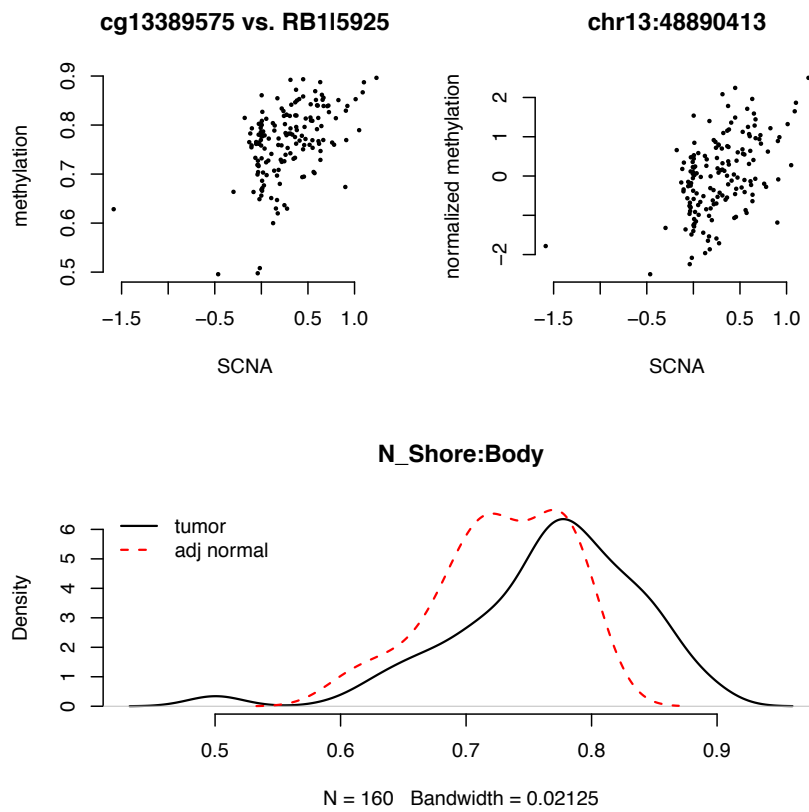 cg13389575 vs. RB1|5925
methylation
0.5 0.6 0.7 0.8 0.9
−1.5 −0.5 0.5 1.0
SCNA
chr13:48890413
normalized methylation
−2 0 2
−1.5 −0.5 0.5 1.0
SCNA
N_Shore:Body
Density
0 1 2 3 4 5 6
tumor
adj normal
0.5 0.6 0.7 0.8 0.9
N = 160 Bandwidth = 0.02125